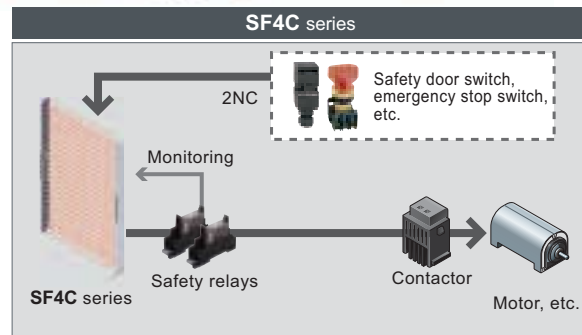 SF4C series
Safety door switch,
emergency stop switch,
etc.
2NC
Monitoring
Safety relays
SF4C series
Contactor
Motor, etc.